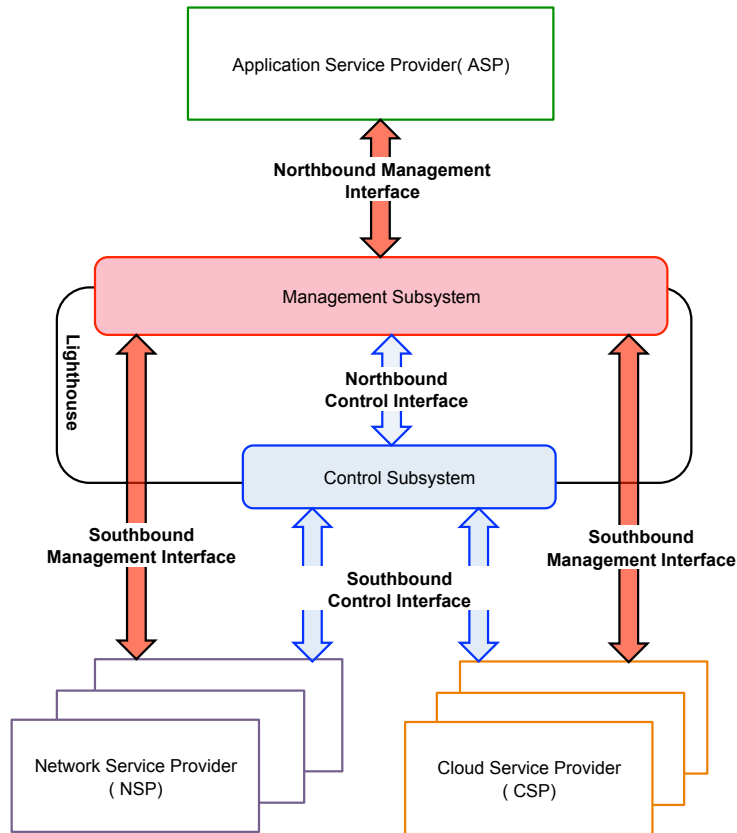 Application Service Provider( ASP)
Northbound Management
Interface
Management Subsystem
Lighthouse
Northbound
Control Interface
Control Subsystem
Southbound
Management Interface
Southbound
Management Interface
Southbound
Control Interface
Network Service Provider
( NSP)
Cloud Service Provider
( CSP)